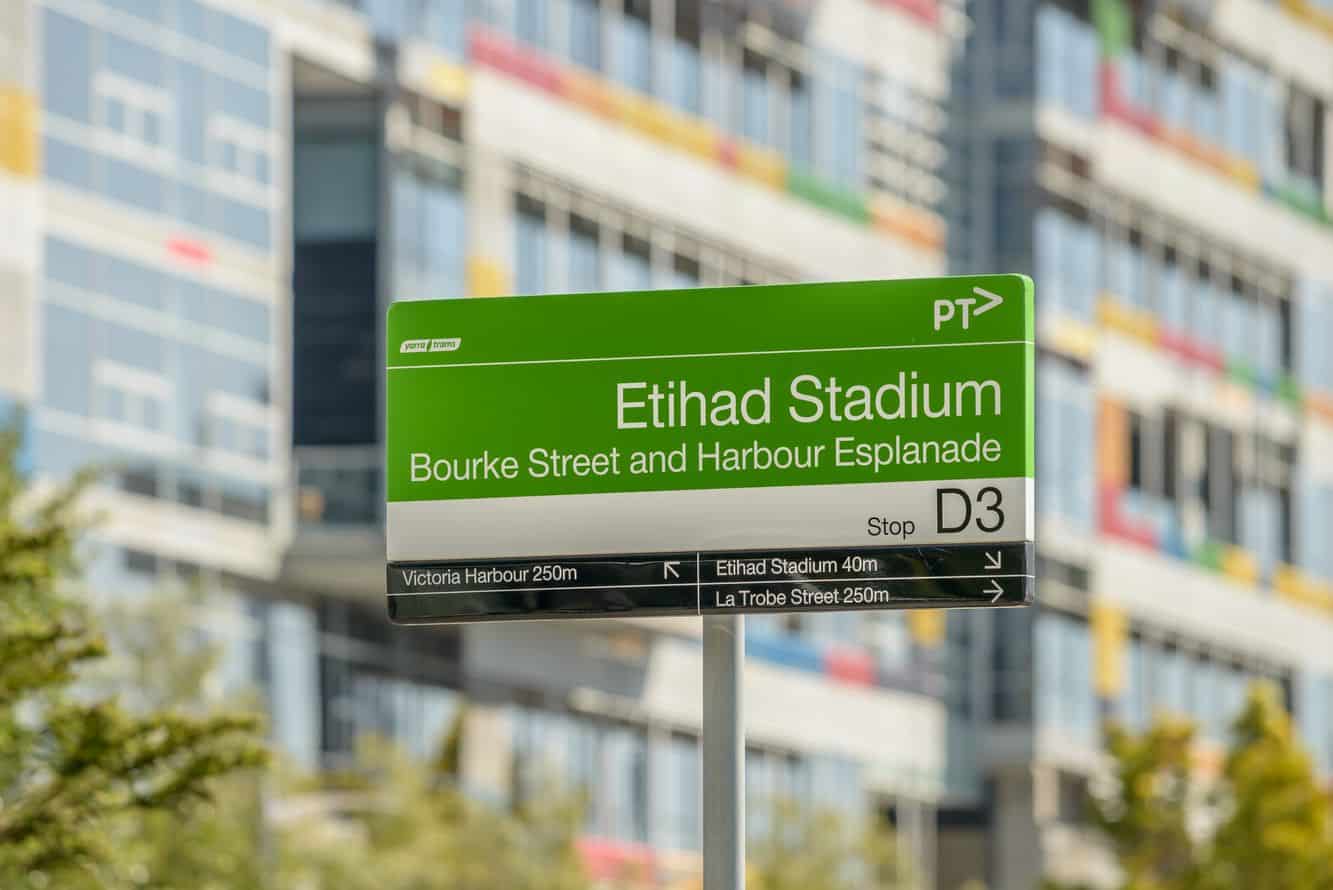 yarra trams
PT>
Etihad Stadium
Bourke Street and Harbour Esplanade
Stop D3
Victoria Harbour 250m ↖
Etihad Stadium 40m ↘
La Trobe Street 250m →